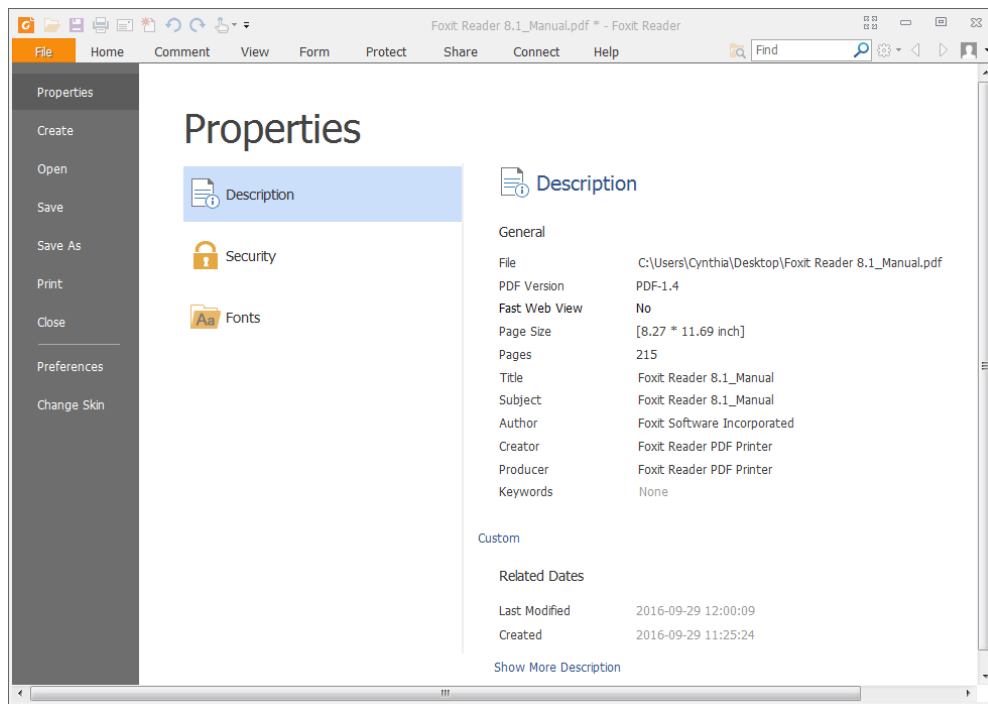 Foxit Reader 8.1_Manual.pdf * - Foxit Reader
File Home Comment View Form Protect Share Connect Help Find
Properties
Create
Open
Save
Save As
Print
Close
Preferences
Change Skin
Properties
Description
Security
Aa Fonts
Description
General
File C:\Users\Cynthia\Desktop\Foxit Reader 8.1_Manual.pdf
PDF Version PDF-1.4
Fast Web View No
Page Size [8.27 * 11.69 inch]
Pages 215
Title Foxit Reader 8.1_Manual
Subject Foxit Reader 8.1_Manual
Author Foxit Software Incorporated
Creator Foxit Reader PDF Printer
Producer Foxit Reader PDF Printer
Keywords None
Custom
Related Dates
Last Modified 2016-09-29 12:00:09
Created 2016-09-29 11:25:24
Show More Description